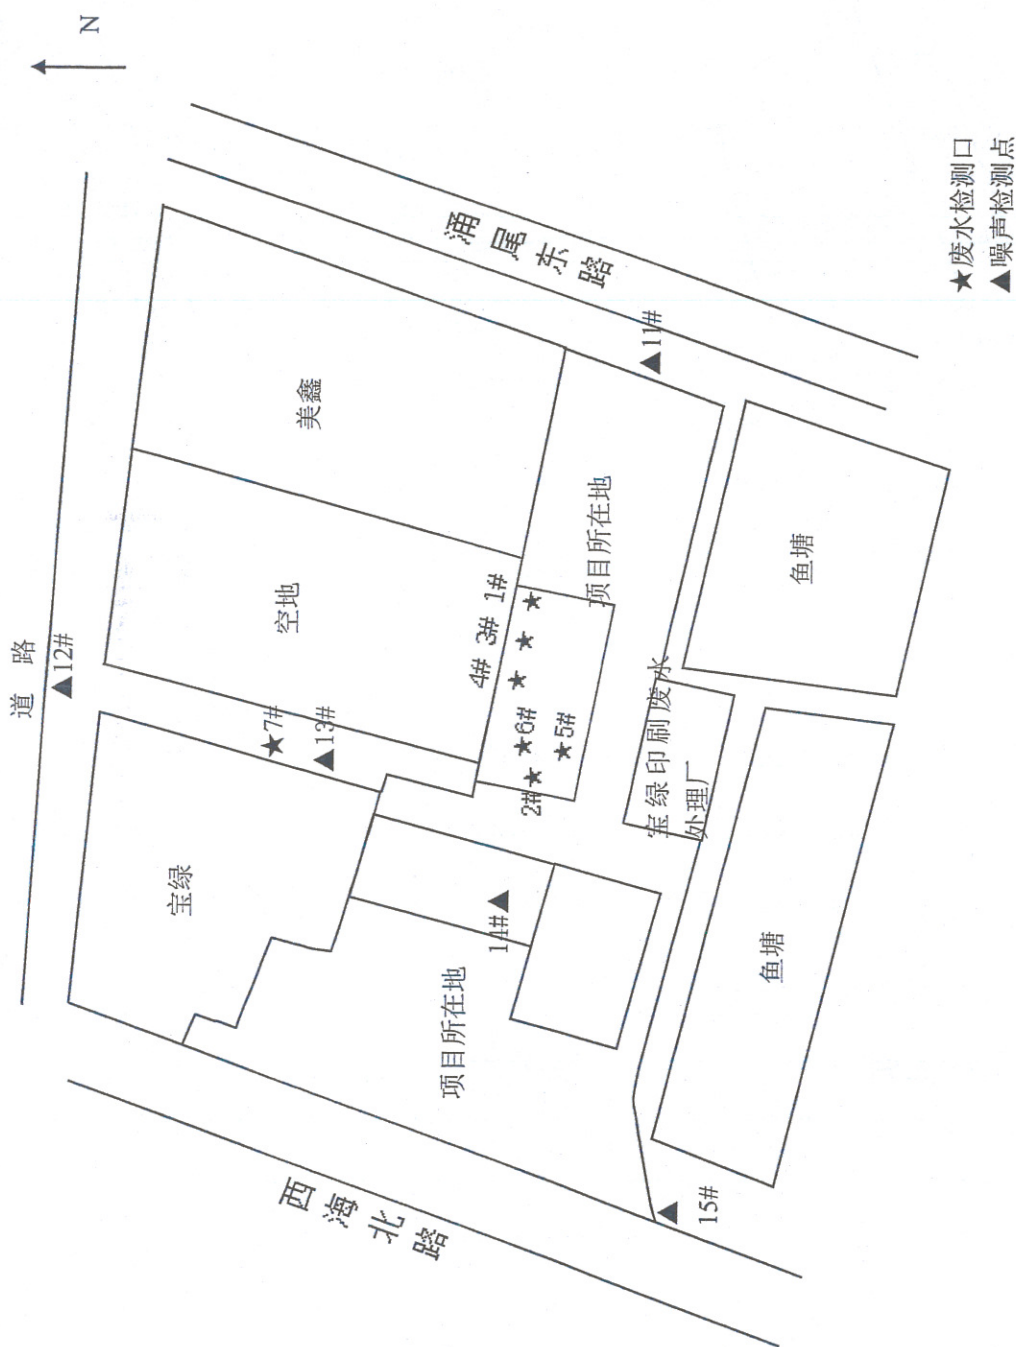 N
道路
12#
宝绿
空地
美鑫
涌尾东路
★7#
▲13#
4# 3# 1#
2#
★6#
★5#
项目所在地
▲11#
14#
项目所在地
宝绿印刷废水
处理厂
鱼塘
鱼塘
西海北路
15#
★废水检测口
▲噪声检测点